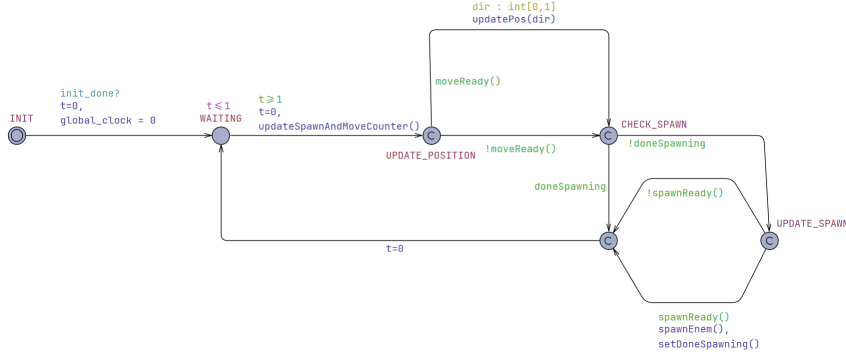 dir : int[0,1]
updatePos(dir)
moveReady()
init_done?
t=0,
global_clock = 0
t⩽1
t⩾1
t=0,
updateSpawnAndMoveCounter()
INIT
WAITING
CHECK_SPAWN
UPDATE_POSITION
!moveReady()
!doneSpawning
doneSpawning
!spawnReady()
UPDATE_SPAWN
t=0
spawnReady()
spawnEnem(),
setDoneSpawning()